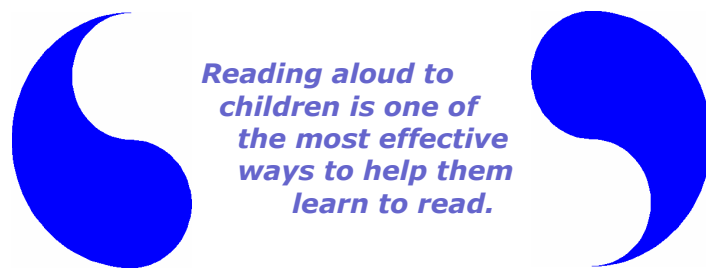 Reading aloud to
children is one of
the most effective
ways to help them
learn to read.